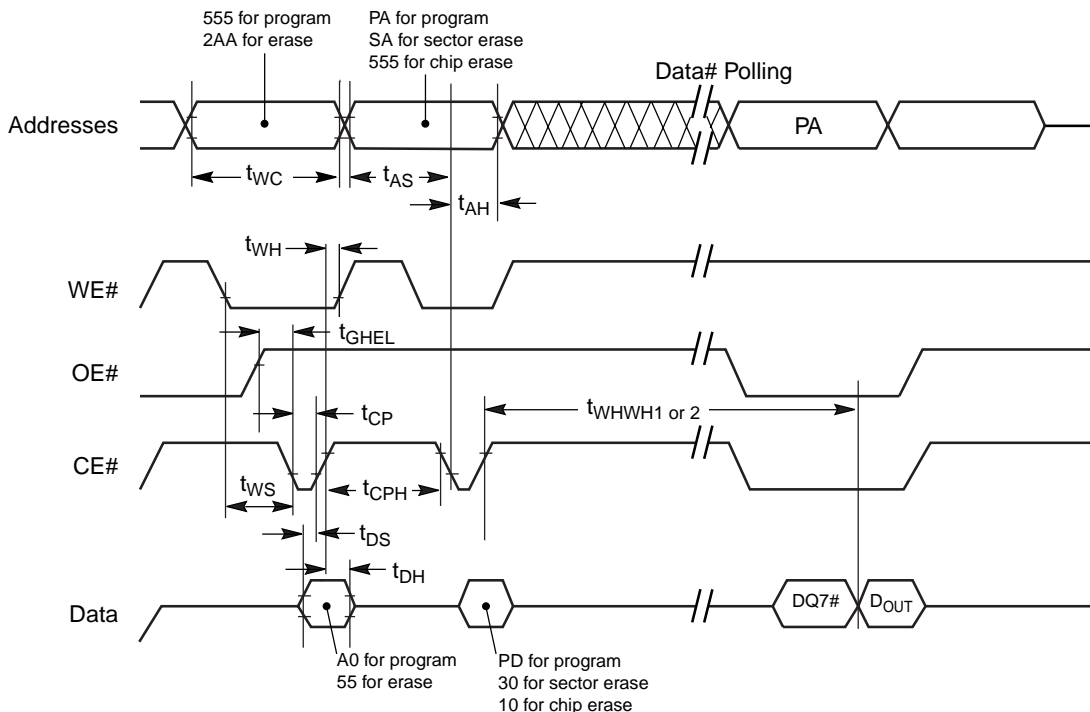 555 for program
2AA for erase
PA for program
SA for sector erase
555 for chip erase
Data# Polling
Addresses
PA
tWC
tAS
tAH
tWH
WE#
tGHEL
OE#
tCP
tWHWH1 or 2
CE#
tWS
tCPH
tDS
tDH
Data
DQ7#
DOUT
A0 for program
55 for erase
PD for program
30 for sector erase
10 for chip erase